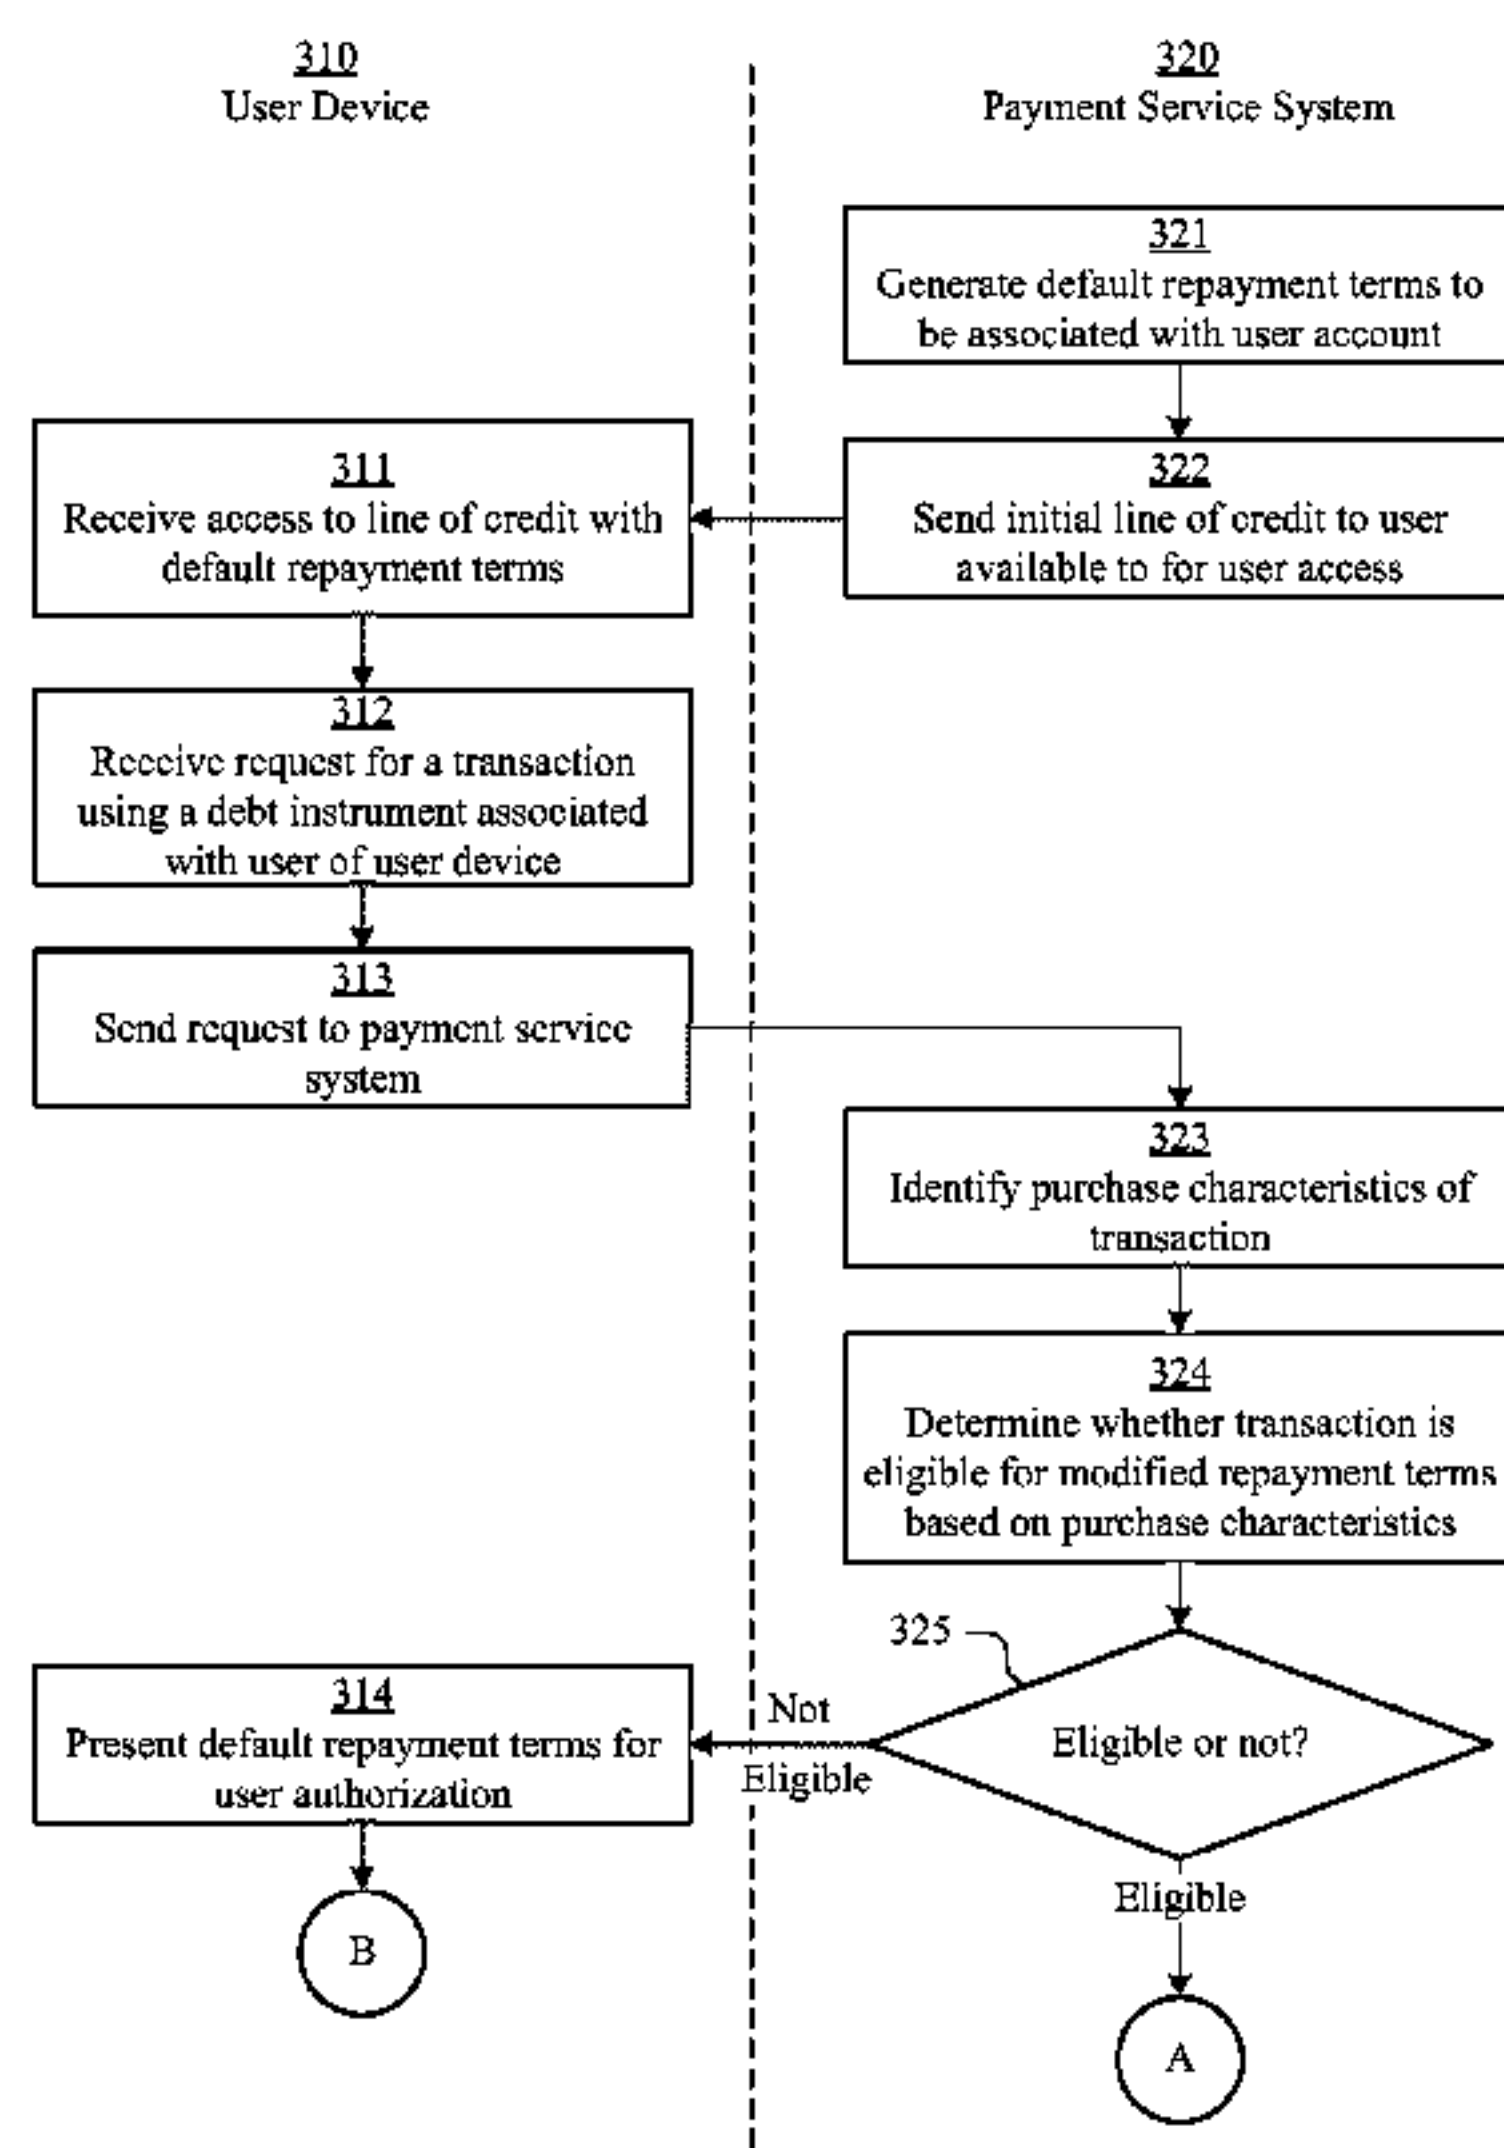 310
User Device
320
Payment Service System
321
Generate default repayment terms to
be associated with user account
322
Send initial line of credit to user
available to for user access
311
Receive access to line of credit with
default repayment terms
312
Receive request for a transaction
using a debt instrument associated
with user of user device
313
Send request to payment service
system
323
Identify purchase characteristics of
transaction
324
Determine whether transaction is
eligible for modified repayment terms
based on purchase characteristics
325
Eligible or not?
Not
Eligible
314
Present default repayment terms for
user authorization
B
Eligible
A